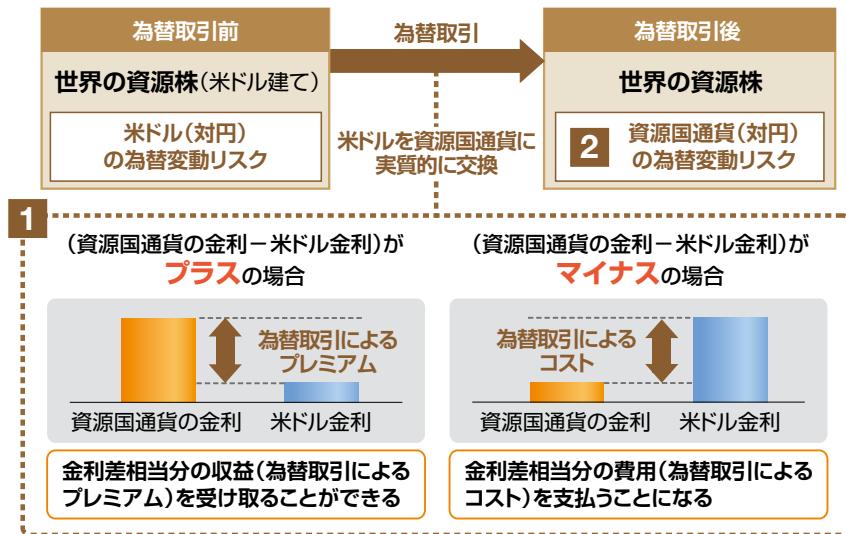 為替取引前
世界の資源株(米ドル建て)
米ドル(対円)
の為替変動リスク
為替取引
米ドルを資源国通貨に
実質的に交換
為替取引後
世界の資源株
2
資源国通貨(対円)
の為替変動リスク
1
(資源国通貨の金利－米ドル金利)が
プラスの場合
為替取引による
プレミアム
資源国通貨の金利
米ドル金利
金利差相当分の収益(為替取引による
プレミアム)を受け取ることができる
(資源国通貨の金利－米ドル金利)が
マイナスの場合
為替取引による
コスト
資源国通貨の金利
米ドル金利
金利差相当分の費用(為替取引による
コスト)を支払うことになる